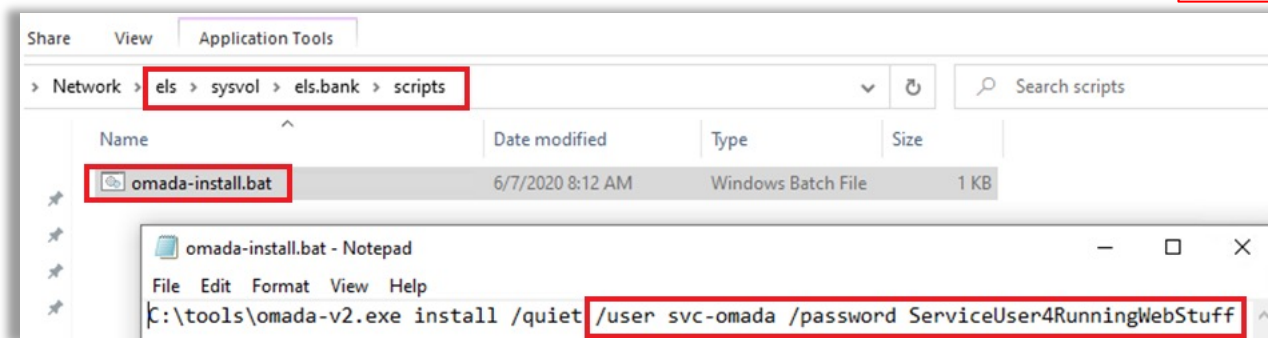 Share View Application Tools
> Network > els > sysvol > els.bank > scripts
Search scripts
Name Date modified Type Size
omada-install.bat 6/7/2020 8:12 AM Windows Batch File 1 KB
omada-install.bat - Notepad
File Edit Format View Help
C:\tools\omada-v2.exe install /quiet /user svc-omada /password ServiceUser4RunningWebStuff